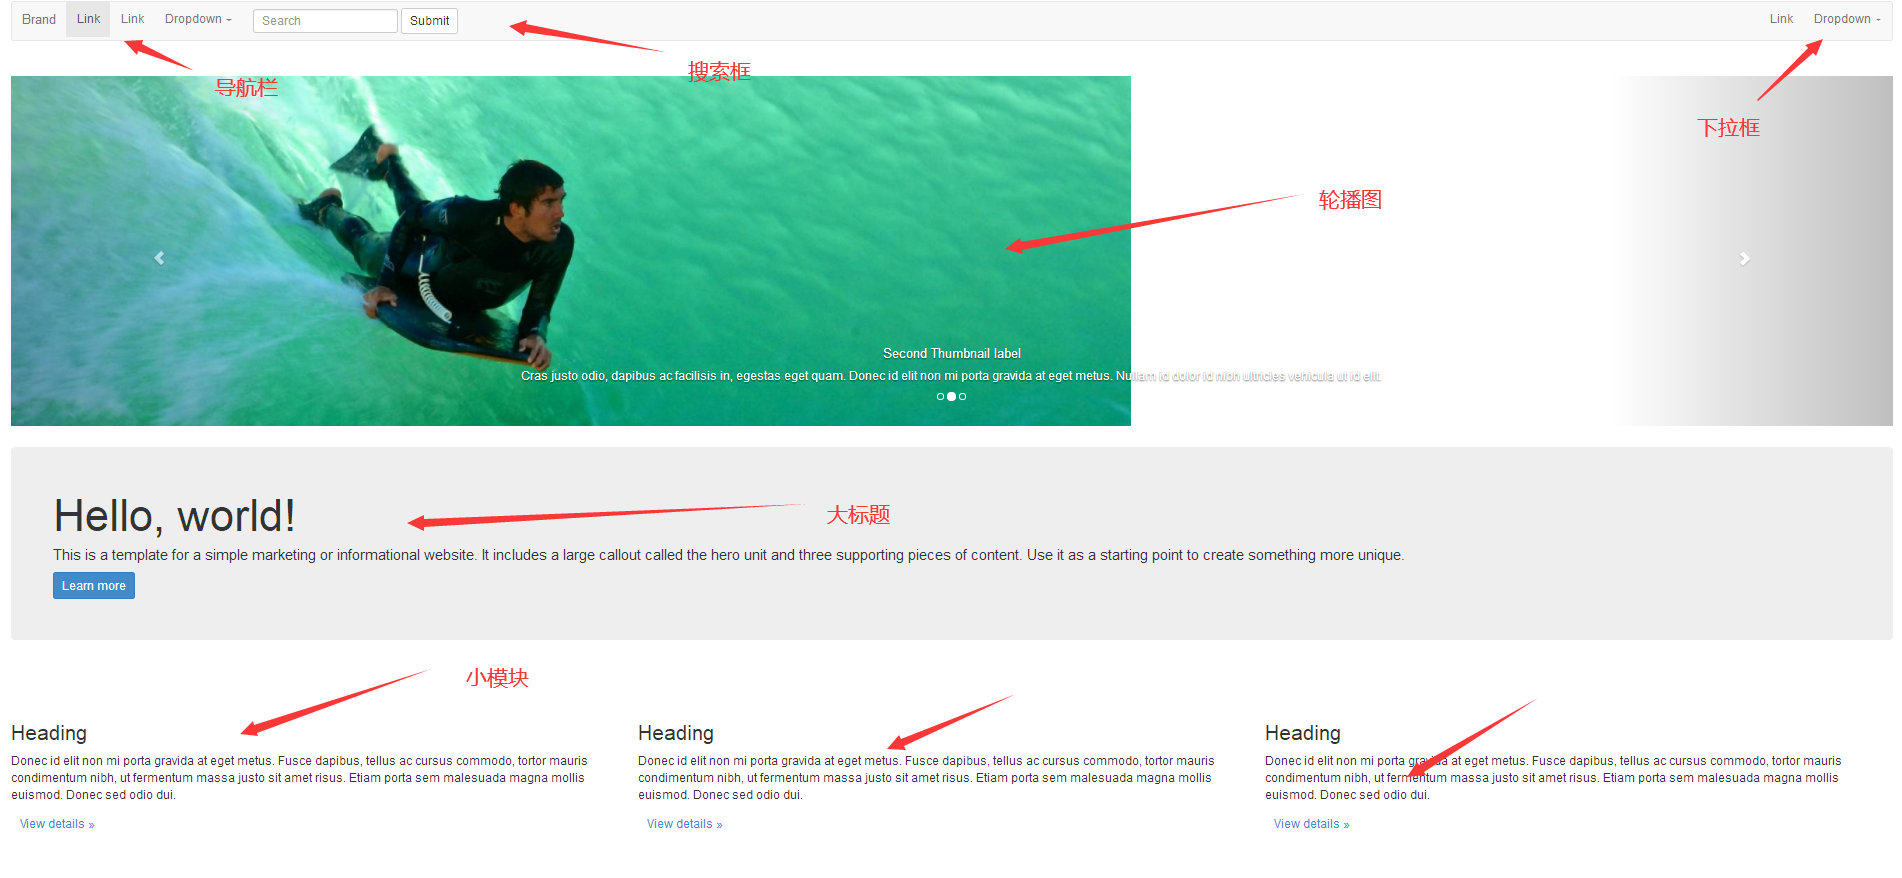 Brand Link Link Dropdown Search Submit Link Dropdown
导航栏
搜索框
下拉框
轮播图
Second Thumbnail label
Cras justo odio, dapibus ac facilisis in, egestas eget quam. Donec id elit non mi porta gravida at eget metus. Nullam id dolor id nibh ultricies vehicula ut id elit.
Hello, world!
大标题
This is a template for a simple marketing or informational website. It includes a large callout called the hero unit and three supporting pieces of content. Use it as a starting point to create something more unique.
Learn more
小模块
Heading
Donec id elit non mi porta gravida at eget metus. Fusce dapibus, tellus ac cursus commodo, tortor mauris
condimentum nibh, ut fermentum massa justo sit amet risus. Etiam porta sem malesuada magna mollis
euismod. Donec sed odio dui.
View details »
Heading
Donec id elit non mi porta gravida at eget metus. Fusce dapibus, tellus ac cursus commodo, tortor mauris
condimentum nibh, ut fermentum massa justo sit amet risus. Etiam porta sem malesuada magna mollis
euismod. Donec sed odio dui.
View details »
Heading
Donec id elit non mi porta gravida at eget metus. Fusce dapibus, tellus ac cursus commodo, tortor mauris
condimentum nibh, ut fermentum massa justo sit amet risus. Etiam porta sem malesuada magna mollis
euismod. Donec sed odio dui.
View details »